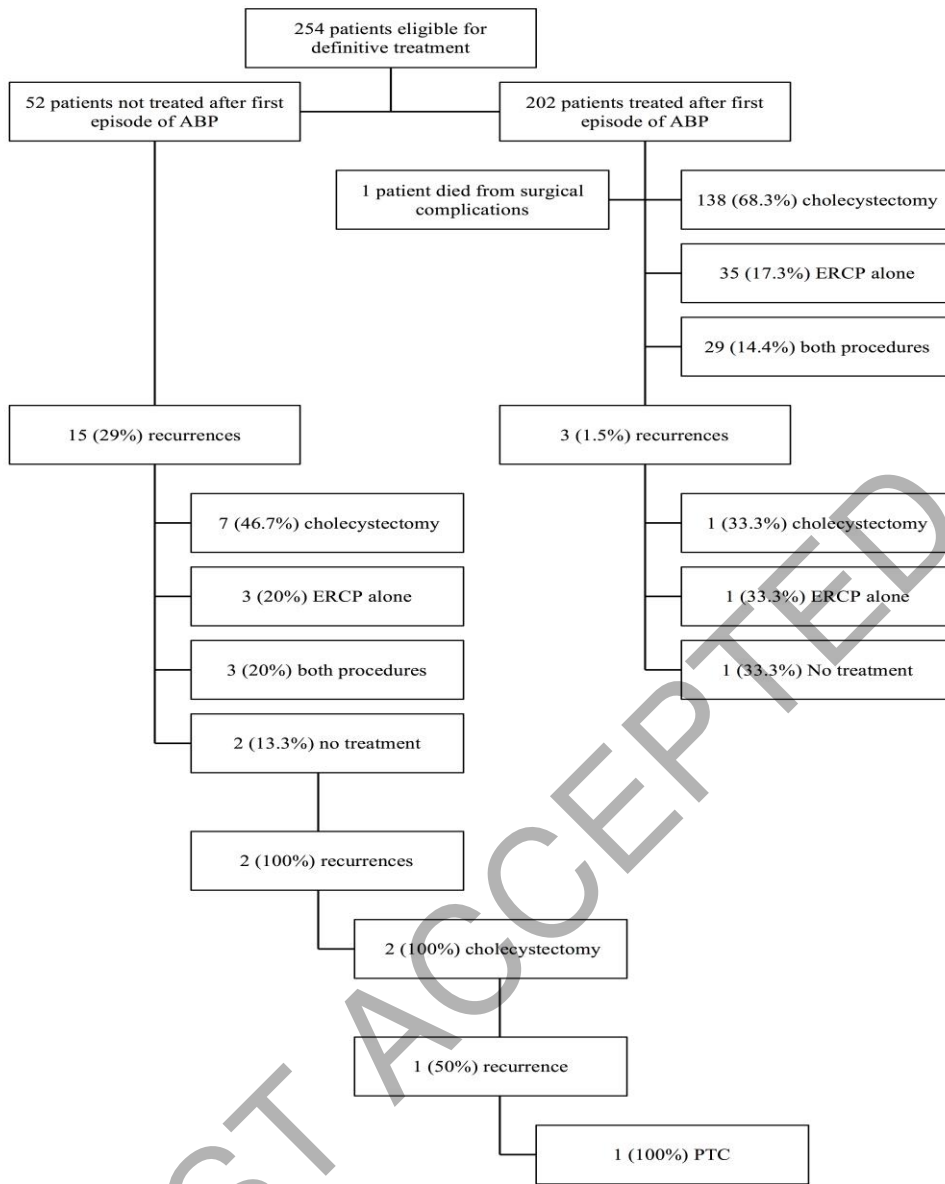 254 patients eligible for
definitive treatment
52 patients not treated after first
episode of ABP
202 patients treated after first
episode of ABP
1 patient died from surgical
complications
138 (68.3%) cholecystectomy
35 (17.3%) ERCP alone
29 (14.4%) both procedures
15 (29%) recurrences
3 (1.5%) recurrences
7 (46.7%) cholecystectomy
3 (20%) ERCP alone
3 (20%) both procedures
2 (13.3%) no treatment
1 (33.3%) cholecystectomy
1 (33.3%) ERCP alone
1 (33.3%) No treatment
2 (100%) recurrences
2 (100%) cholecystectomy
1 (50%) recurrence
1 (100%) PTC
ST ACCEPTED